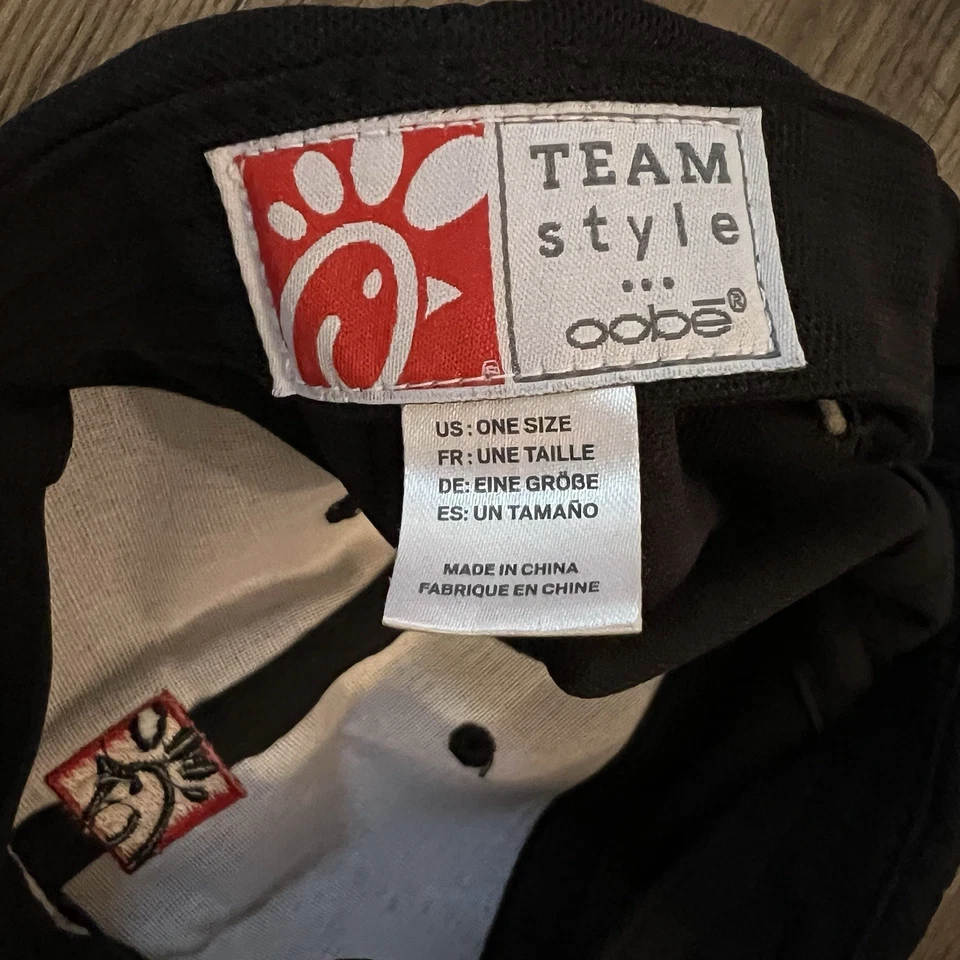 TEAM
style
...
oobē®
US : ONE SIZE
FR : UNE TAILLE
DE: EINE GRÖßE
ES: UN TAMAÑO
MADE IN CHINA
FABRIQUE EN CHINE